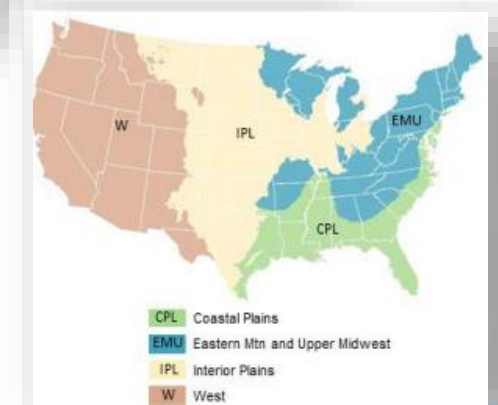 W
IPL
EMU
CPL
CPL Coastal Plains
EMU Eastern Mtn and Upper Midwest
IPL Interior Plains
W West